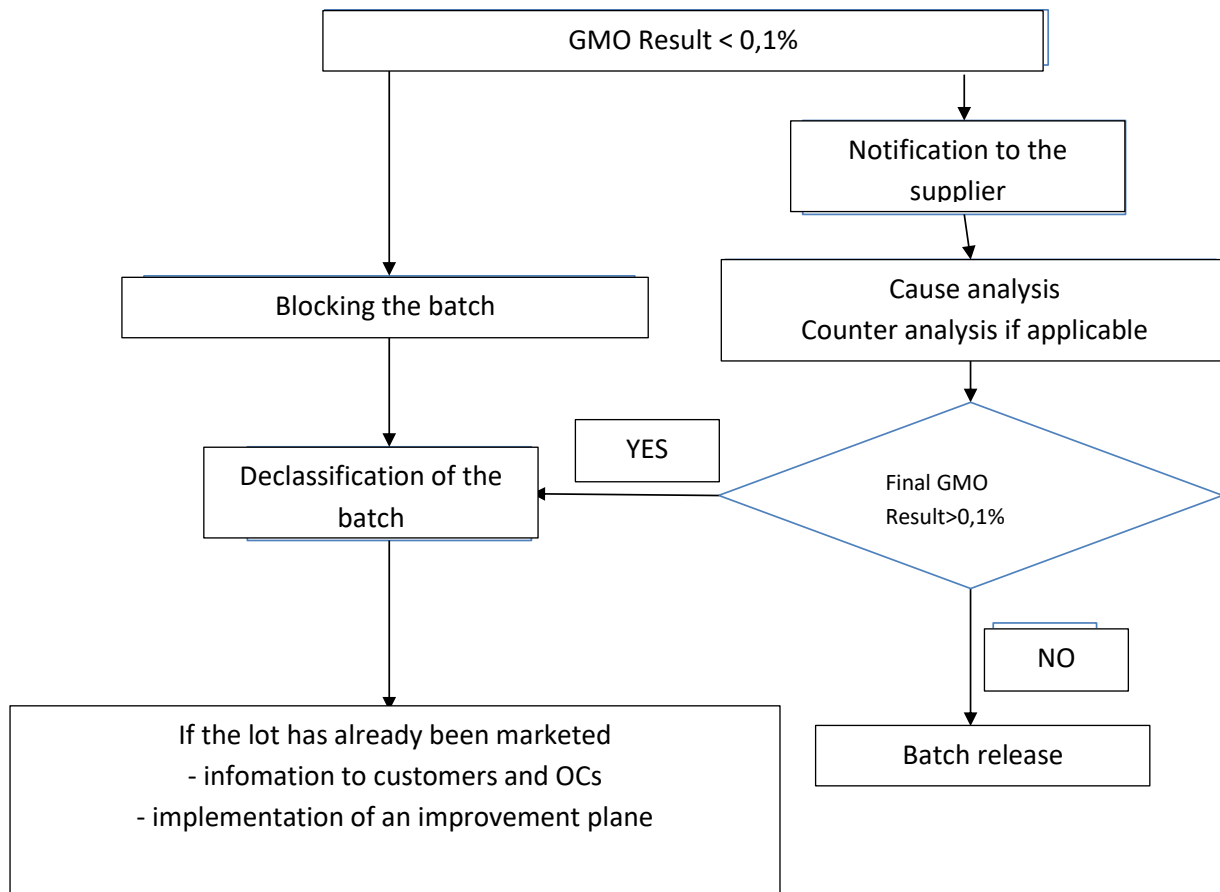 GMO Result < 0,1%
Notification to the
supplier
Blocking the batch
Cause analysis
Counter analysis if applicable
YES
Declassification of the
batch
Final GMO
Result>0,1%
NO
If the lot has already been marketed
- infomation to customers and OCs
- implementation of an improvement plane
Batch release